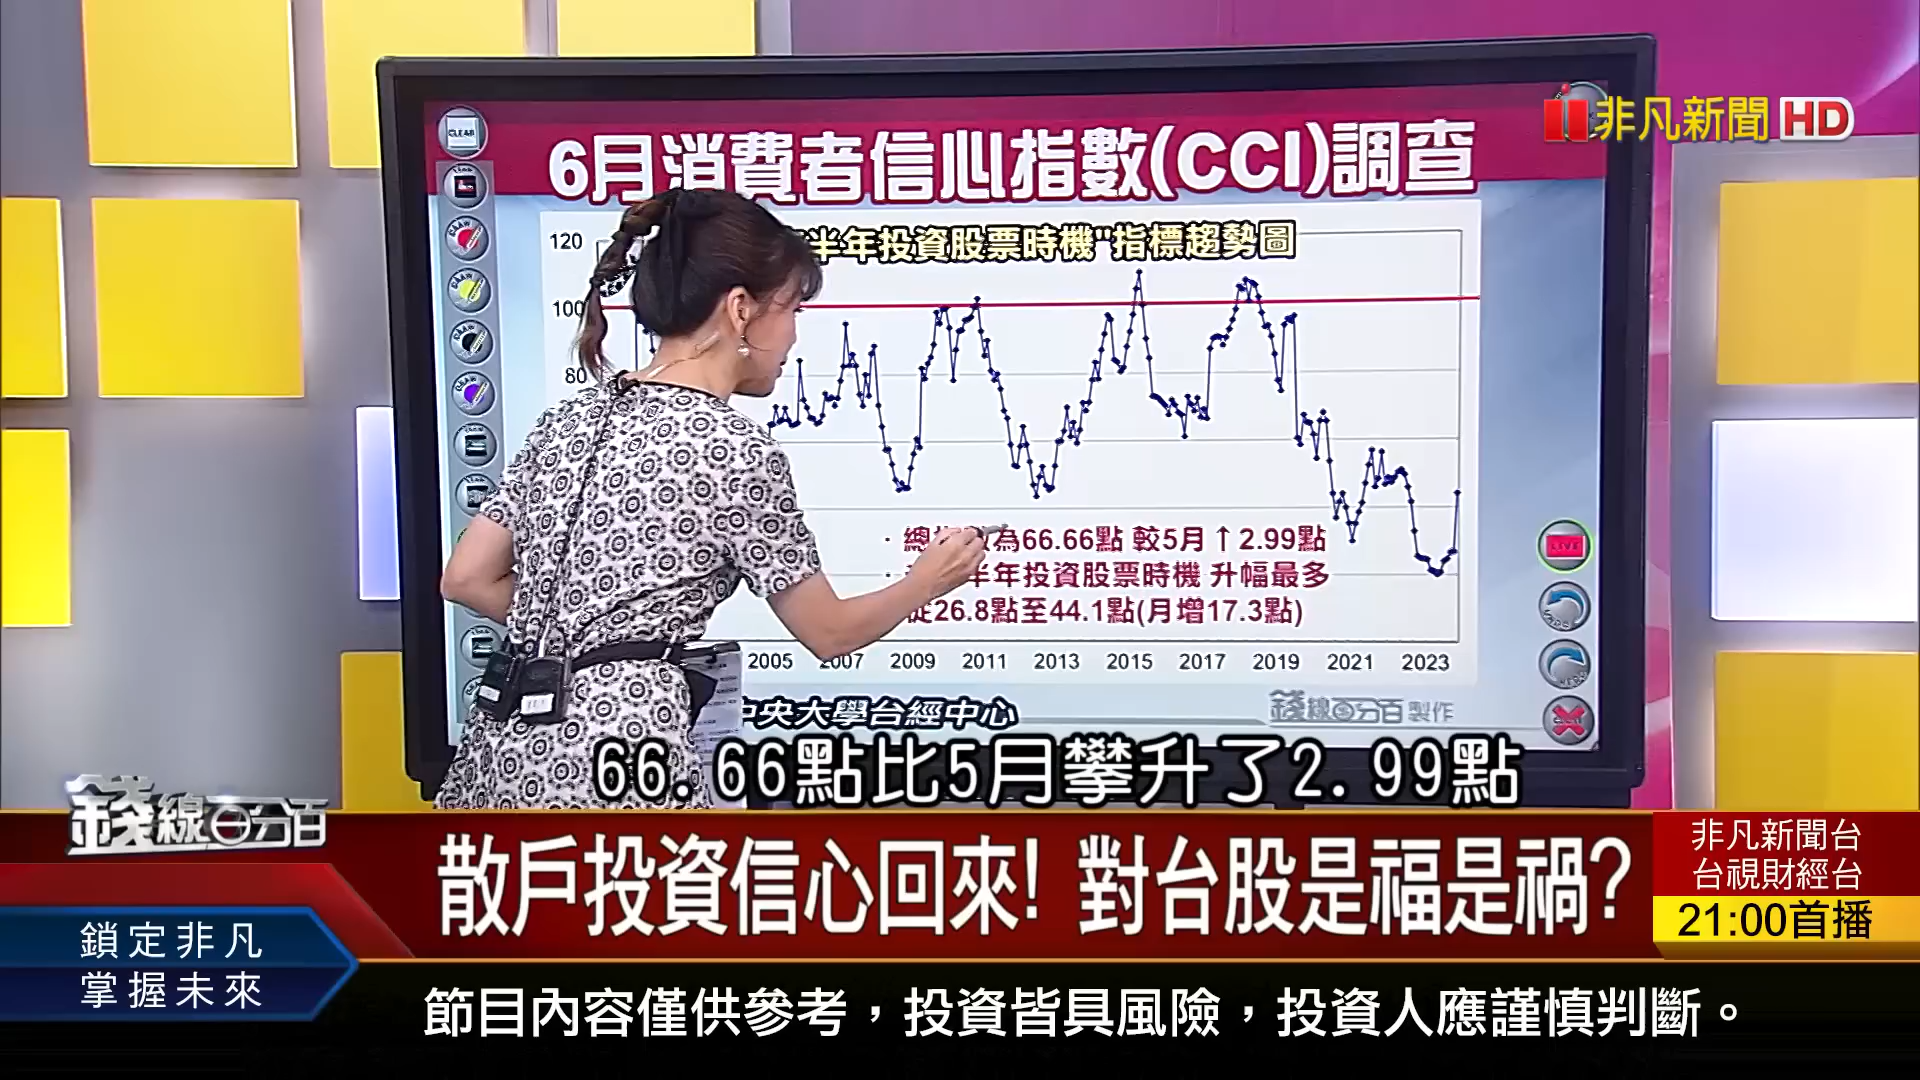 非凡新聞 HD
CLEAR
6月消費者信心指數(CCI)調查
半年投資股票時機"指標趨勢圖
120
100
80
總 為66.66點 較5月↑2.99點
半年投資股票時機 升幅最多
從26.8點至44.1點(月增17.3點)
LIVE
2005 2007 2009 2011 2013 2015 2017 2019 2021 2023
中央大學台經中心
錢線百分百 製作
66.66點比5月攀升了2.99點
錢線百分百
散戶投資信心回來! 對台股是福是禍?
非凡新聞台
台視財經台
21:00首播
鎖定非凡
掌握未來
節目內容僅供參考，投資皆具風險，投資人應謹慎判斷。